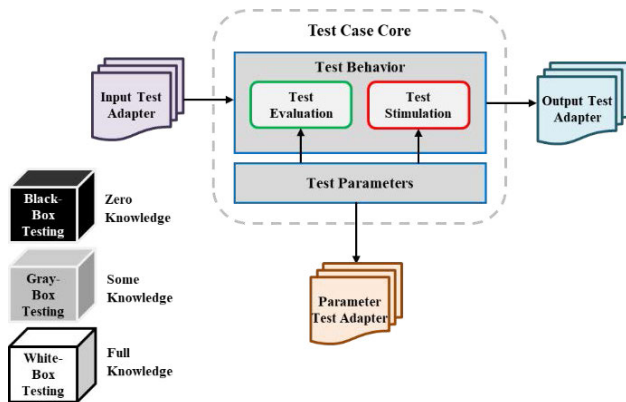 Test Case Core
Test Behavior
Input Test
Adapter
Test
Evaluation
Test
Stimulation
Output Test
Adapter
Test Parameters
Parameter
Test Adapter
Black-
Box
Testing
Zero
Knowledge
Gray-
Box
Testing
Some
Knowledge
White-
Box
Testing
Full
Knowledge